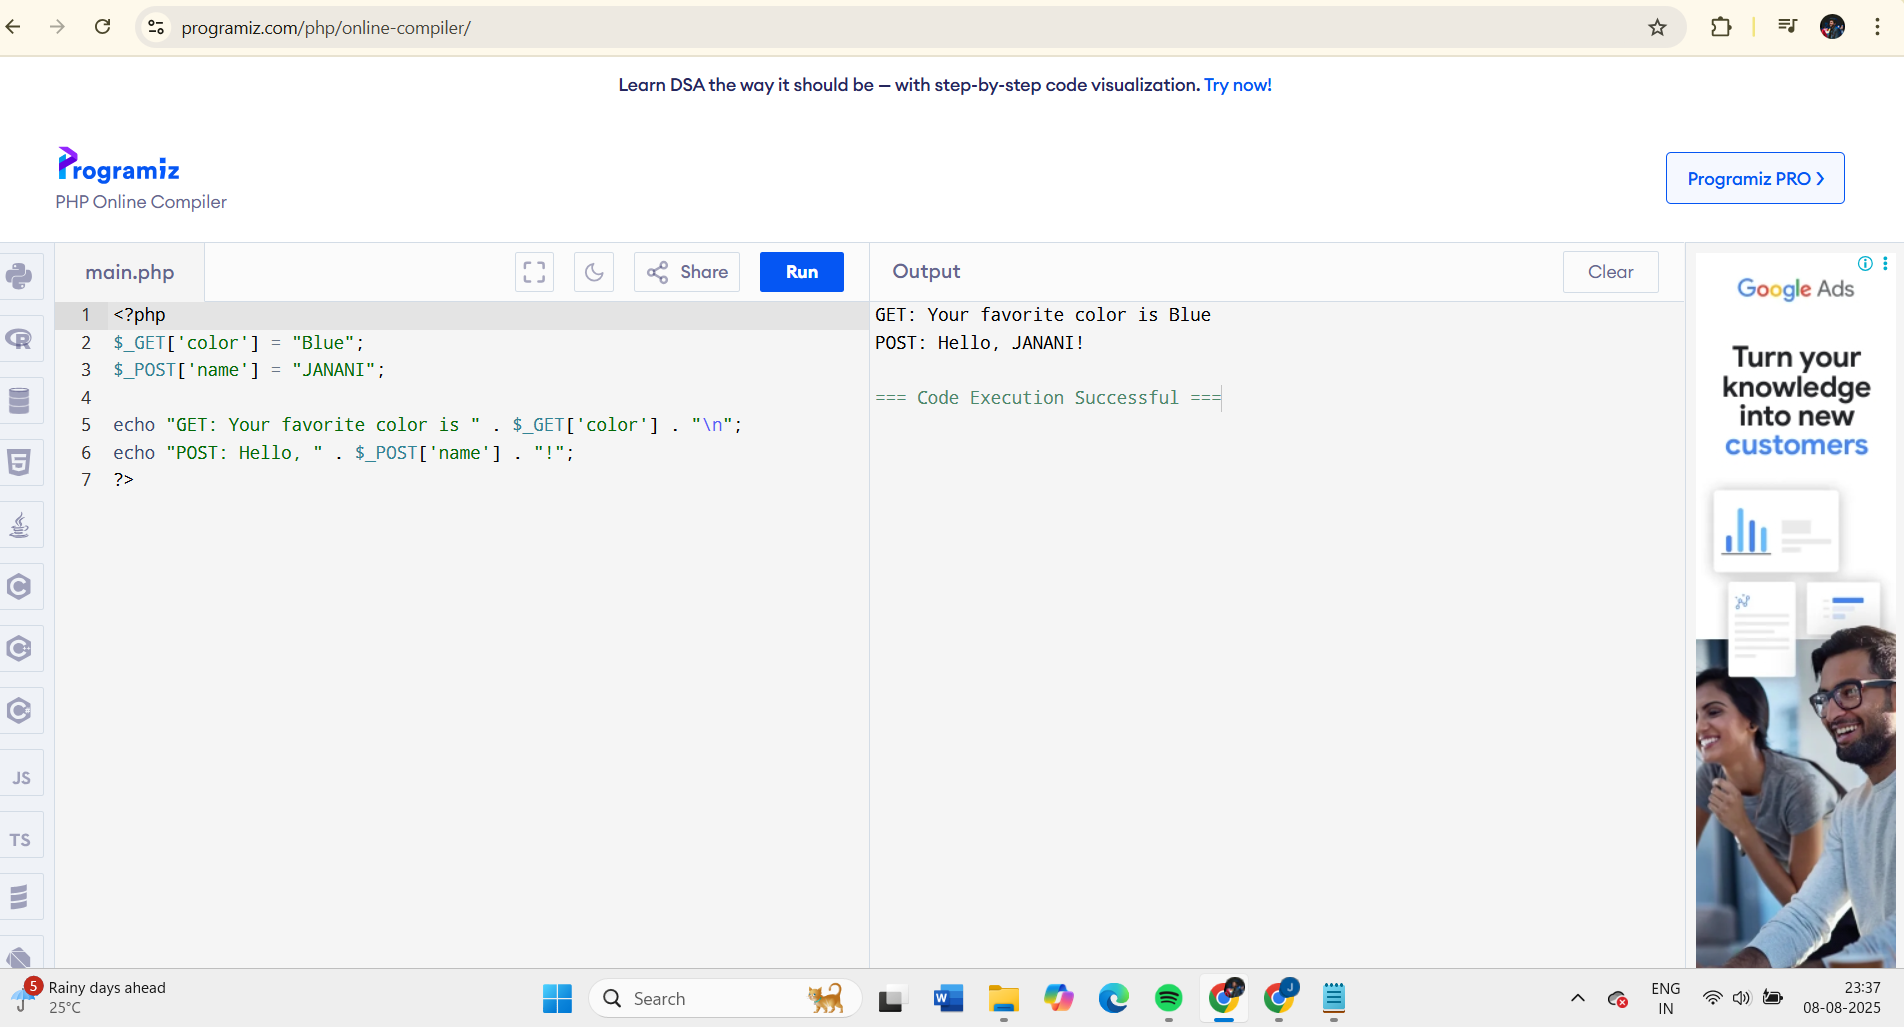 programiz.com/php/online-compiler/
Learn DSA the way it should be — with step-by-step code visualization. Try now!
Programiz
PHP Online Compiler
Programiz PRO
main.php
Share
Run
Output
Clear
1 <?php
2 $_GET['color'] = "Blue";
3 $_POST['name'] = "JANANI";
4
5 echo "GET: Your favorite color is " . $_GET['color'] . "\n";
6 echo "POST: Hello, " . $_POST['name'] . "!";
7 ?>
GET: Your favorite color is Blue
POST: Hello, JANANI!
=== Code Execution Successful ===
Google Ads
Turn your
knowledge
into new
customers
JS
TS
5
Rainy days ahead
25°C
Search
W
J
ENG
IN
23:37
08-08-2025